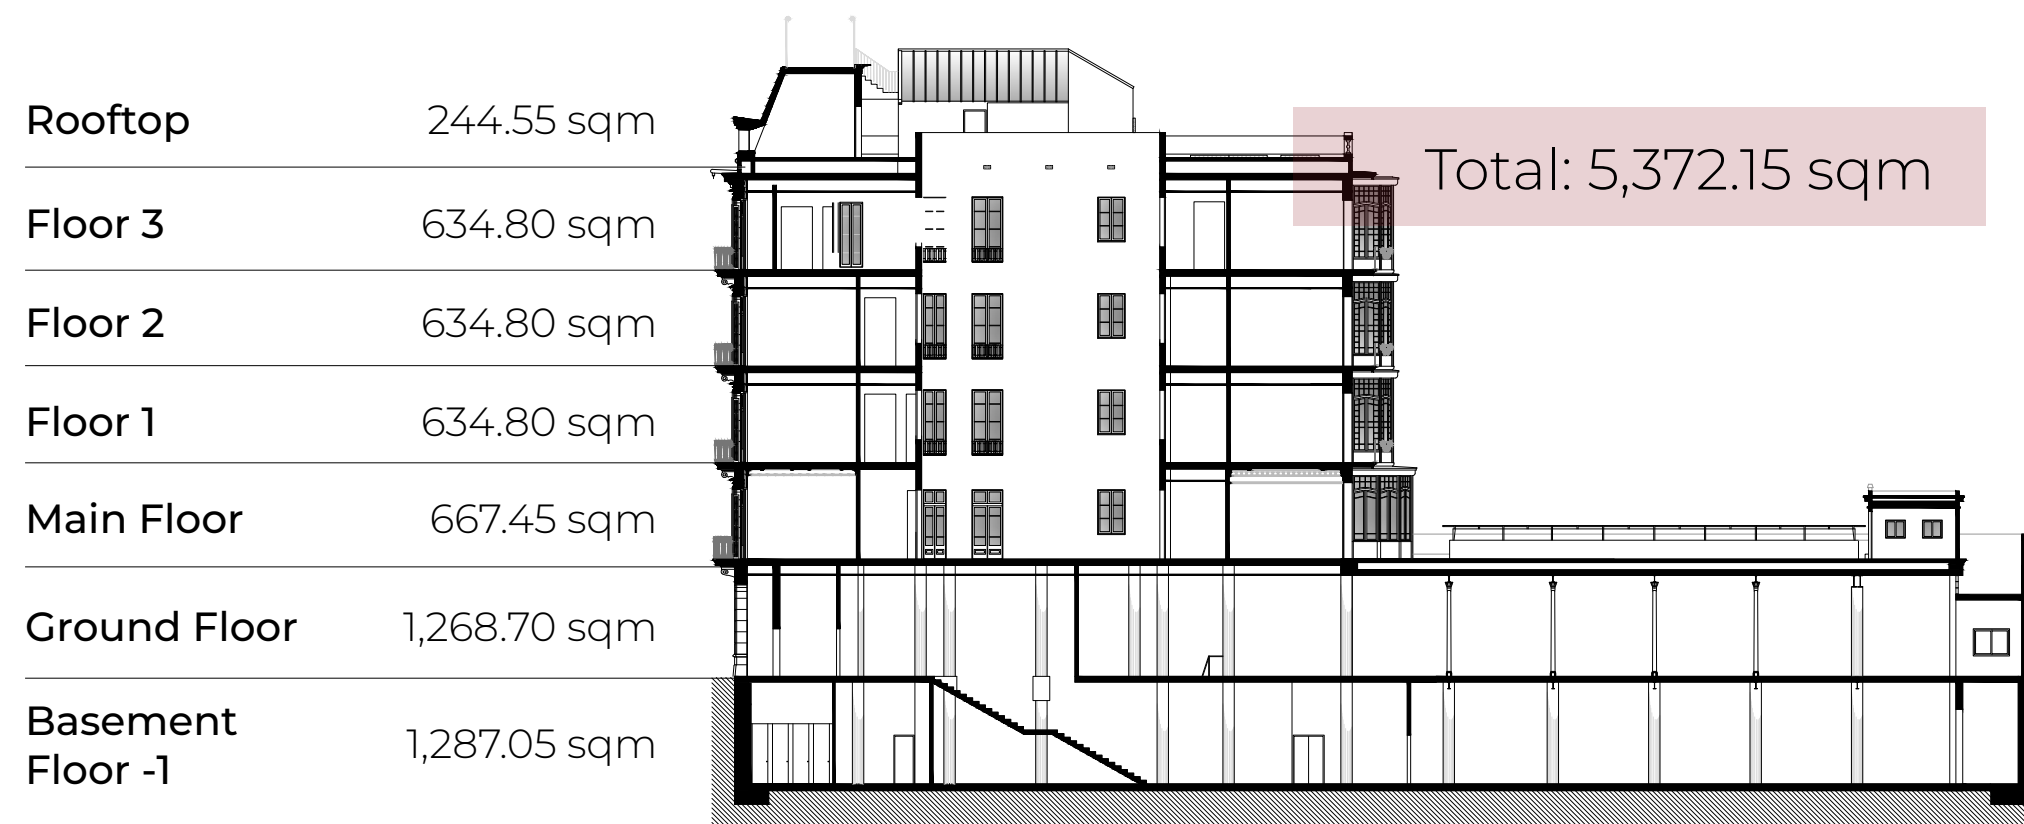 Rooftop 244.55 sqm
Total: 5,372.15 sqm
Floor 3 634.80 sqm
Floor 2 634.80 sqm
Floor 1 634.80 sqm
Main Floor 667.45 sqm
Ground Floor 1,268.70 sqm
Basement
Floor -1 1,287.05 sqm